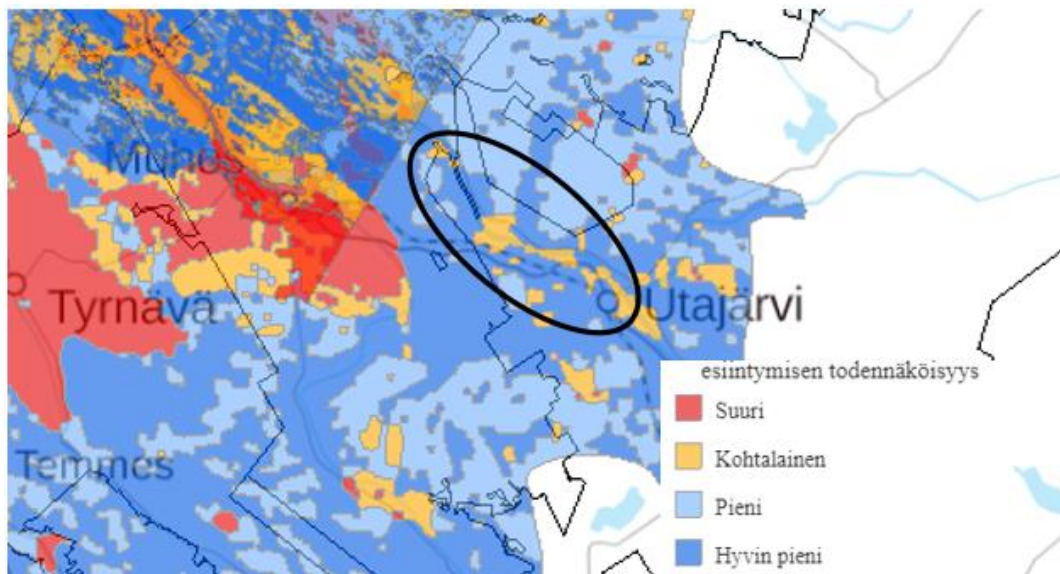 Muhos
Tyrnävä
Utajärvi
Temmes
esiintymisen todennäköisyys
Suuri
Kohtalainen
Pieni
Hyvin pieni